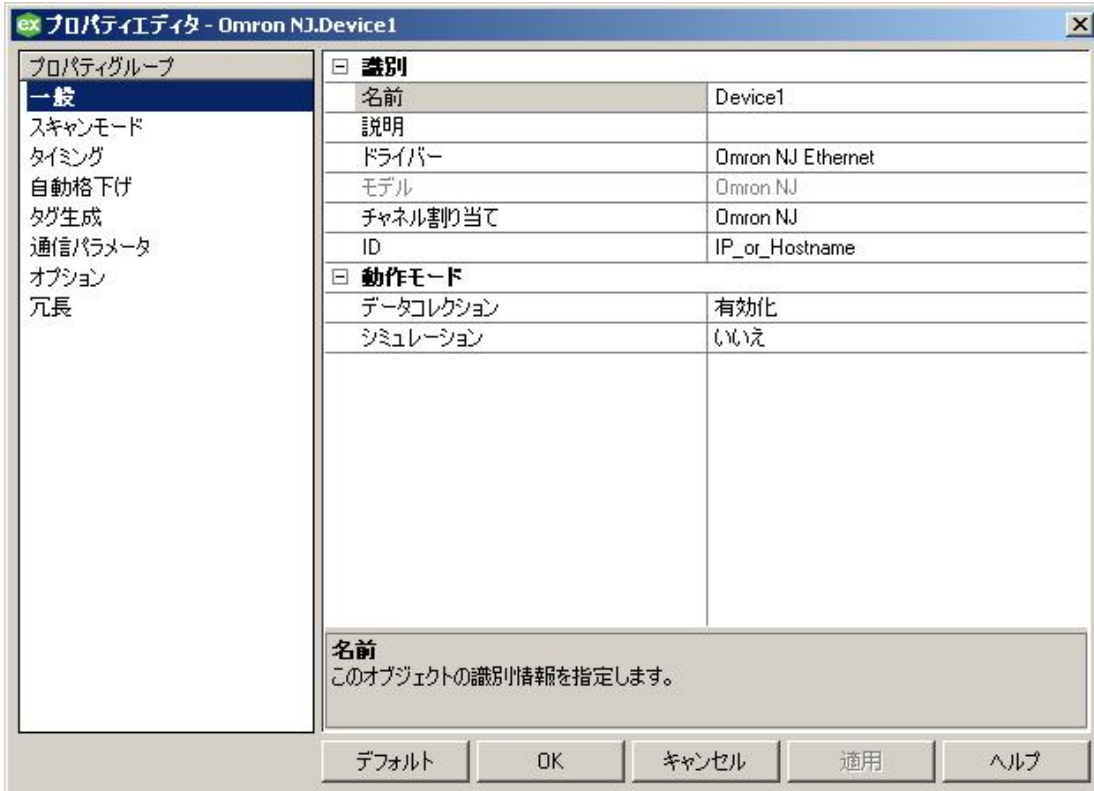 ex プロパティエディタ - Omron NJ.Device1
プロパティグループ
一般
スキャンモード
タイミング
自動格下げ
タグ生成
通信パラメータ
オプション
冗長
識別
名前 Device1
説明
ドライバー Omron NJ Ethernet
モデル Omron NJ
チャネル割り当て Omron NJ
ID IP_or_Hostname
動作モード
データコレクション 有効化
シミュレーション いいえ
名前
このオブジェクトの識別情報を指定します。
デフォルト OK キャンセル 適用 ヘルプ